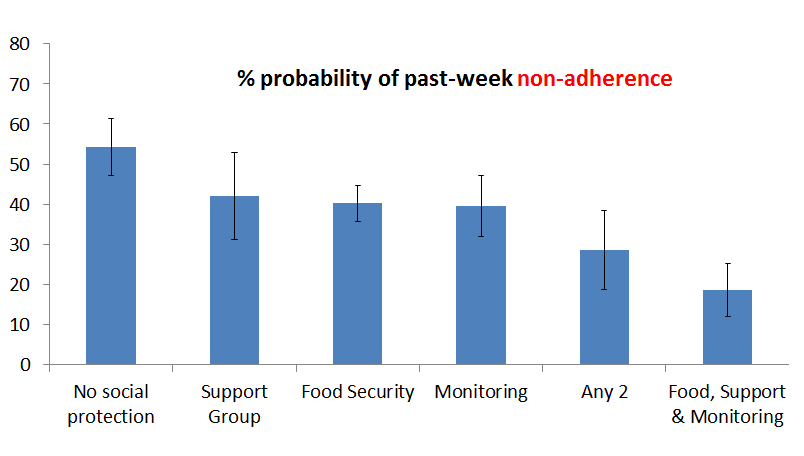 % probability of past-week non-adherence
80
70
60
50
40
30
20
10
0
No social
protection
Support
Group
Food Security
Monitoring
Any 2
Food, Support
& Monitoring